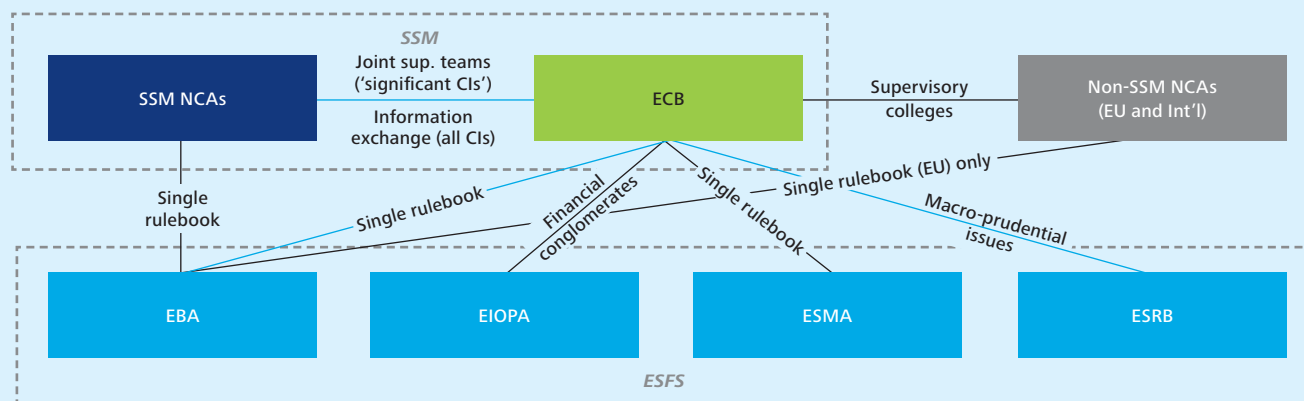 SSM
SSM NCAs
Joint sup. teams
('significant CIs')
Information
exchange (all CIs)
ECB
Supervisory
colleges
Non-SSM NCAs
(EU and Int'l)
Single
rulebook
Single rulebook
Financial
conglomerates
Single rulebook
Single rulebook (EU) only
Macro-prudential
issues
EBA
EIOPA
ESMA
ESRB
ESFS